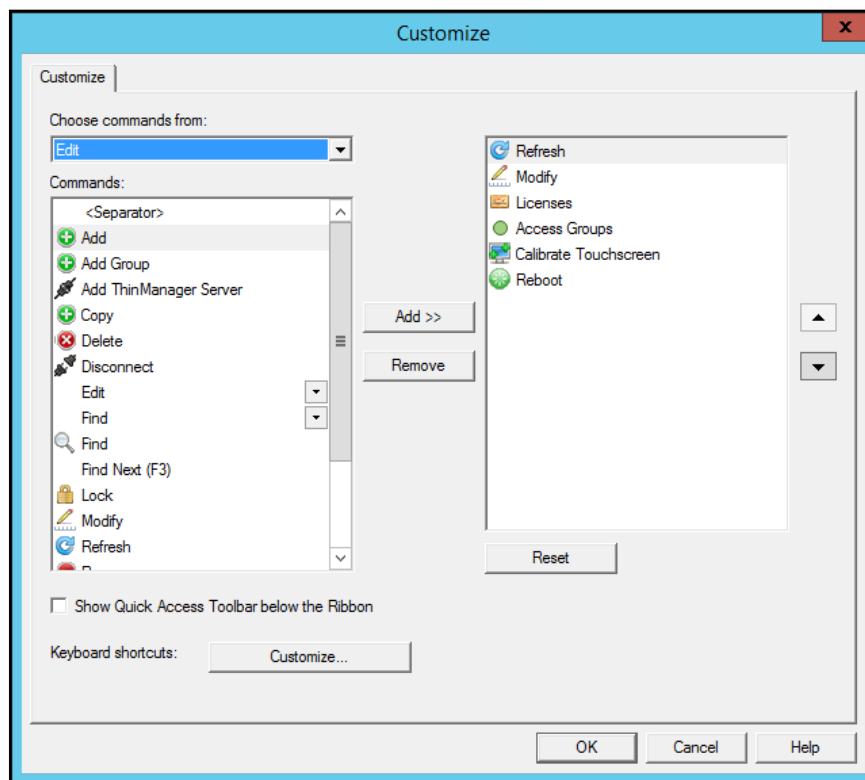 Customize
x
Customize
Choose commands from:
Edit
Commands:
<Separator>
Add
Add Group
Add ThinManager Server
Copy
Delete
Disconnect
Edit
Find
Find
Find Next (F3)
Lock
Modify
Refresh
Add >>
Remove
Refresh
Modify
Licenses
Access Groups
Calibrate Touchscreen
Reboot
Reset
Show Quick Access Toolbar below the Ribbon
Keyboard shortcuts:
Customize...
OK
Cancel
Help